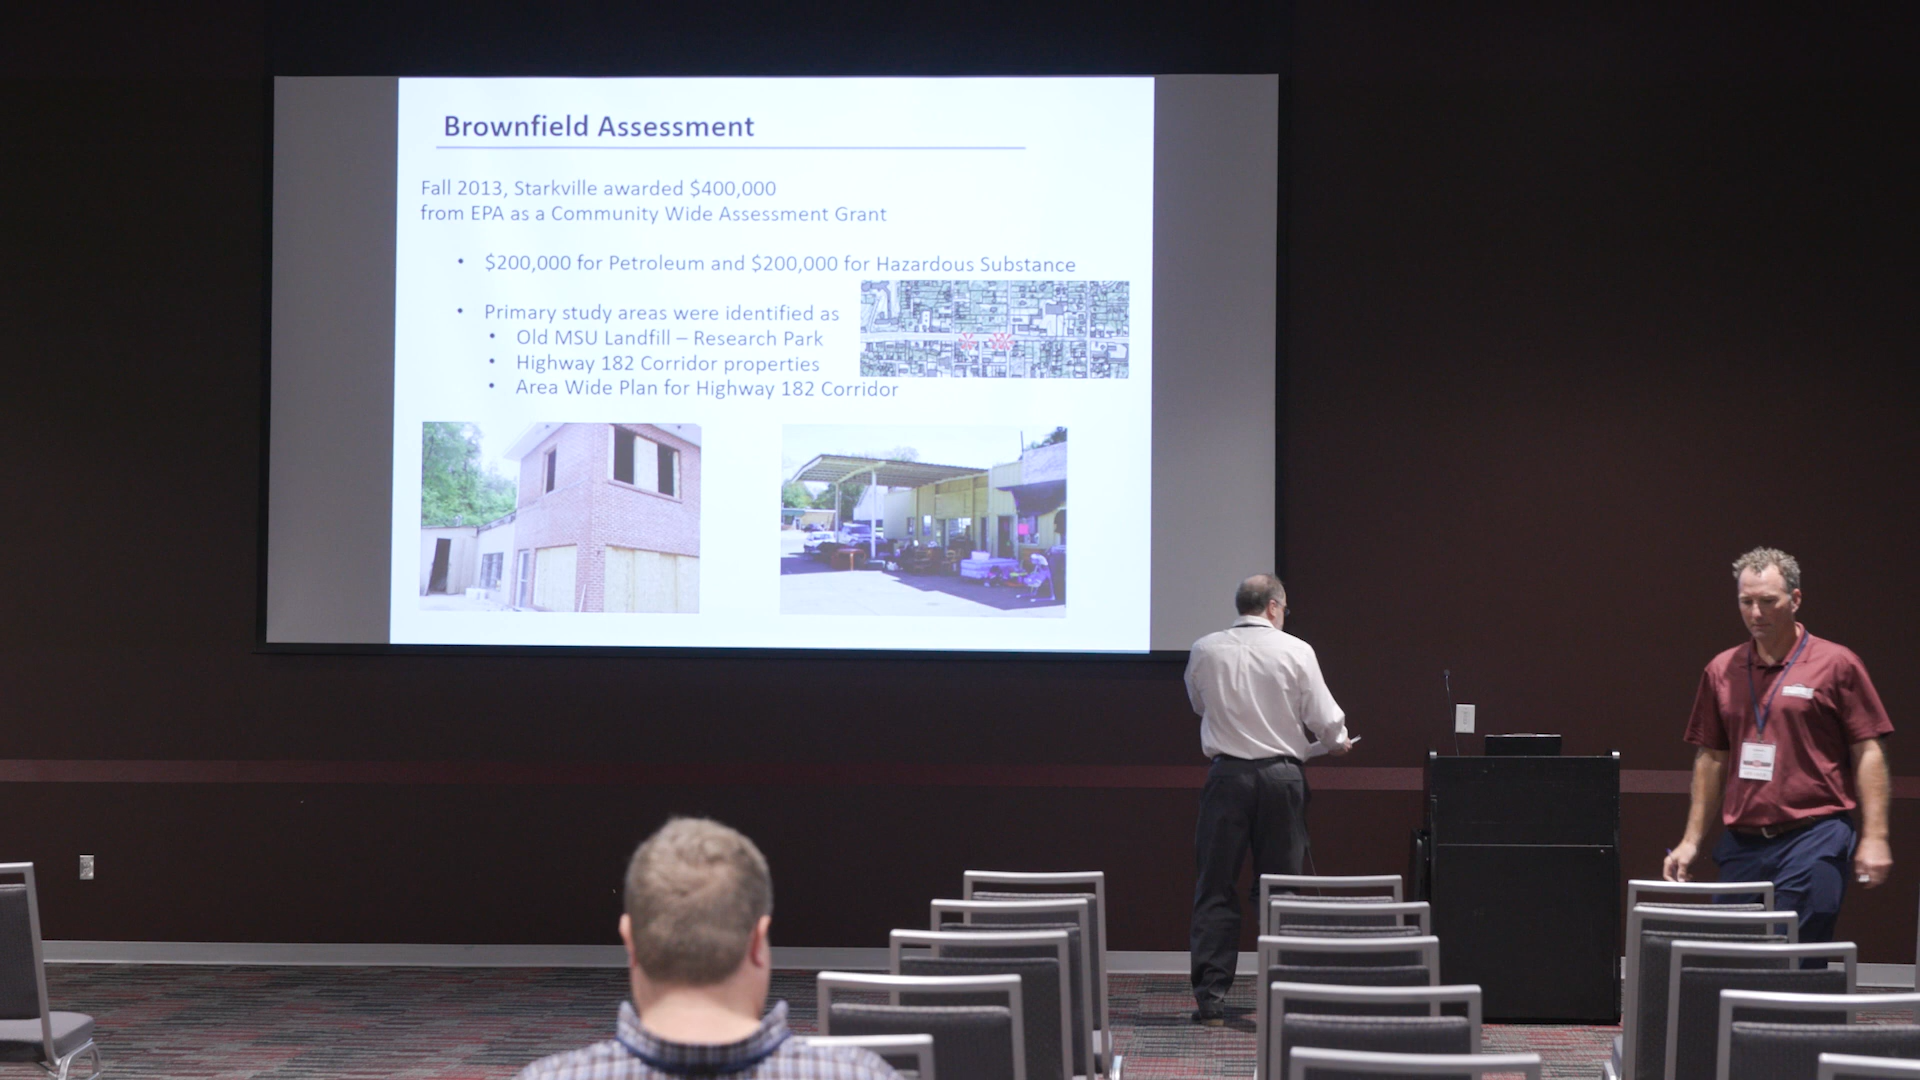 Brownfield Assessment
Fall 2013, Starkville awarded $400,000
from EPA as a Community Wide Assessment Grant
• $200,000 for Petroleum and $200,000 for Hazardous Substance
• Primary study areas were identified as
• Old MSU Landfill – Research Park
• Highway 182 Corridor properties
• Area Wide Plan for Highway 182 Corridor